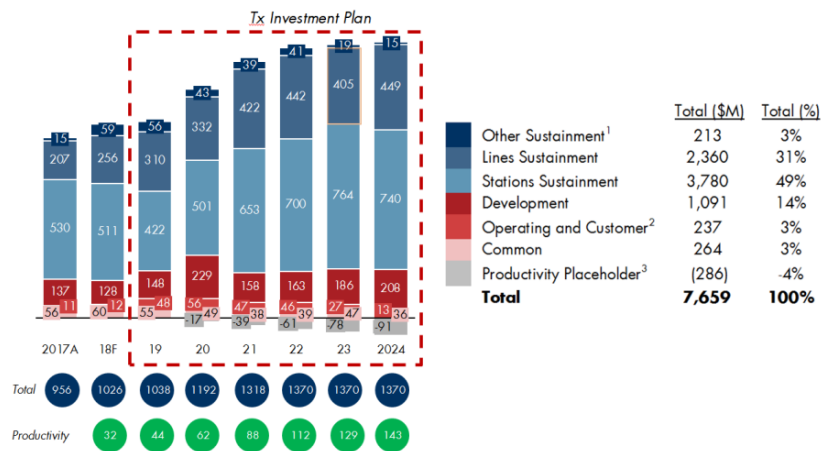 Tx Investment Plan
15 59 56 43 39 41 19 15
207 256 310 332 422 442 405 449
530 511 422 501 653 700 764 740
137 128 148 229 158 163 186 208
11 12 48 56 47 46 27 13
56 60 55 49 38 39 47 36
-17 -39 -61 -78 -91
2017A 18F 19 20 21 22 23 2024
Total 956 1026 1038 1192 1318 1370 1370 1370
Productivity 32 44 62 88 112 129 143
Total ($M) Total (%)
Other Sustainment1 213 3%
Lines Sustainment 2,360 31%
Stations Sustainment 3,780 49%
Development 1,091 14%
Operating and Customer2 237 3%
Common 264 3%
Productivity Placeholder3 (286) -4%
Total 7,659 100%